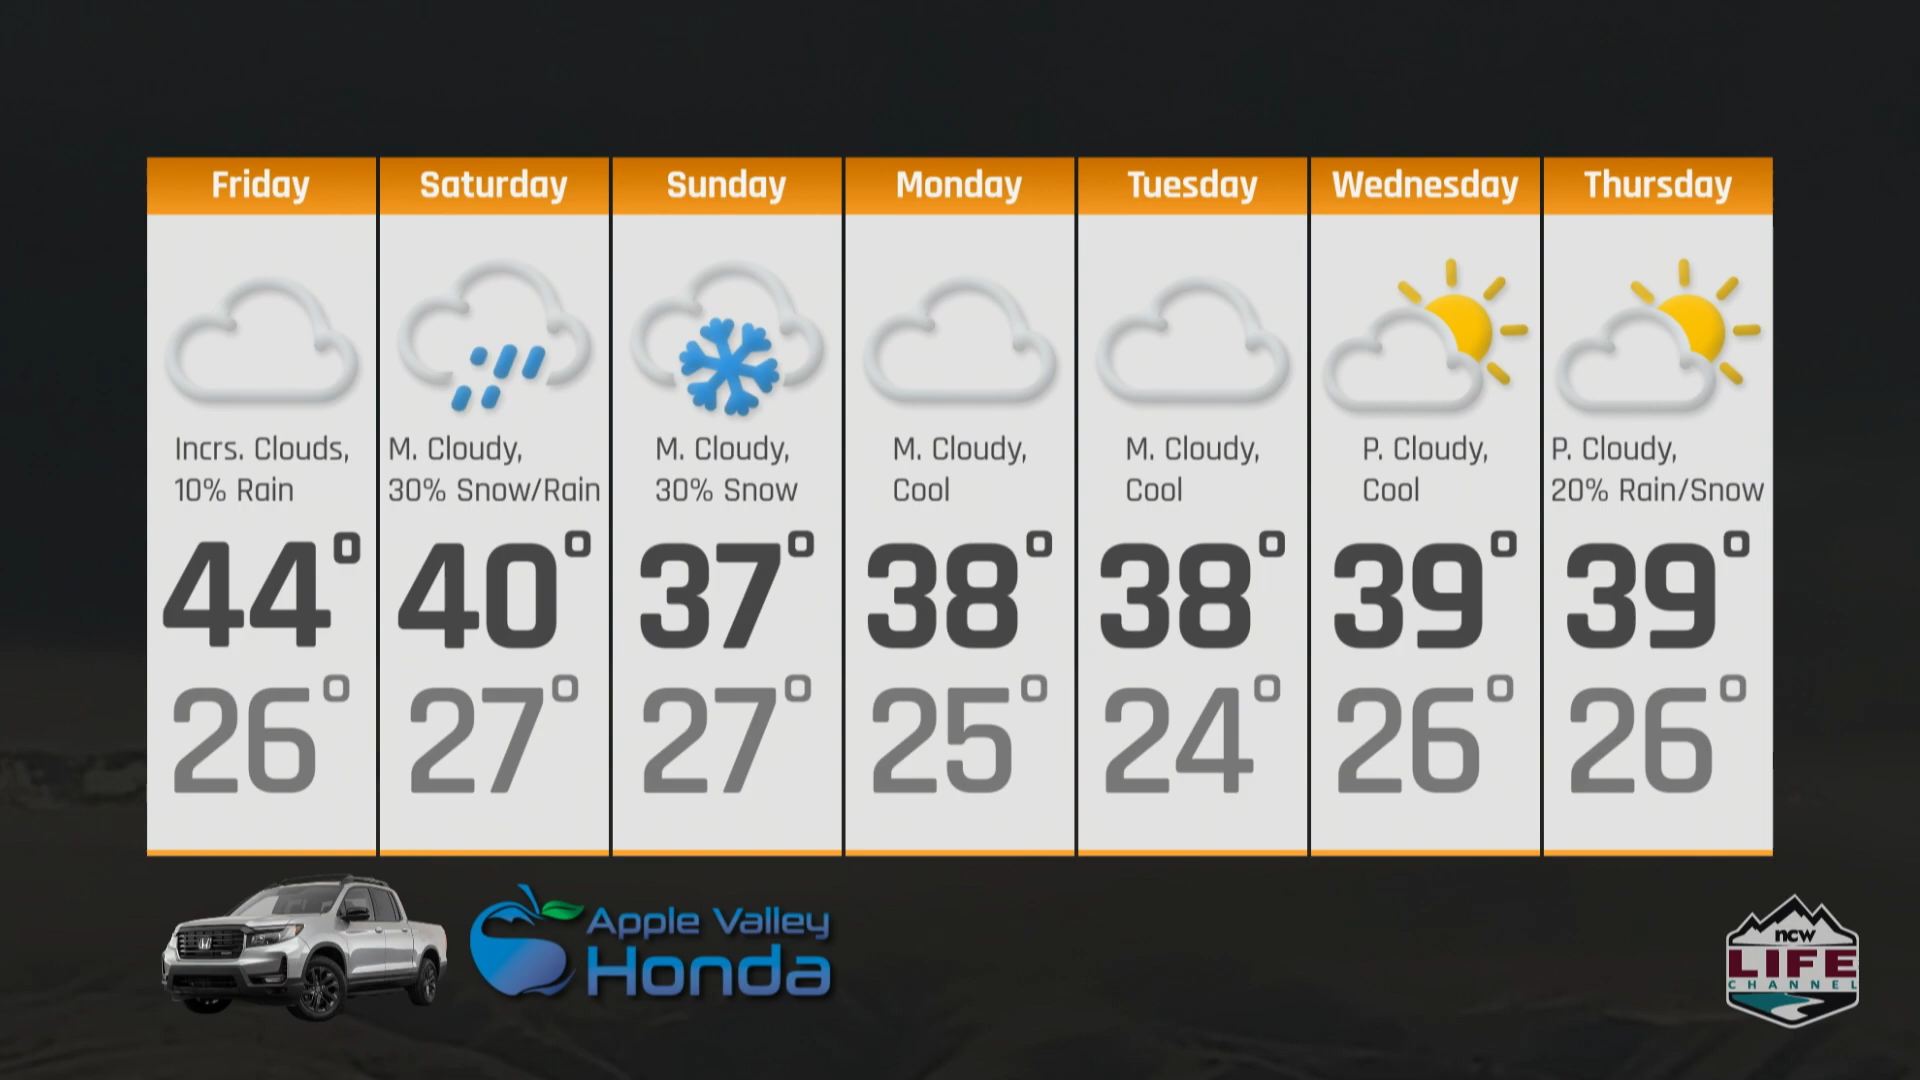 Friday
Incrs. Clouds,
10% Rain
44°
26°
Saturday
M. Cloudy,
30% Snow/Rain
40°
27°
Sunday
M. Cloudy,
30% Snow
37°
27°
Monday
M. Cloudy,
Cool
38°
25°
Tuesday
M. Cloudy,
Cool
38°
24°
Wednesday
P. Cloudy,
Cool
39°
26°
Thursday
P. Cloudy,
20% Rain/Snow
39°
26°
Apple Valley
Honda
ncw
LIFE
CHANNEL